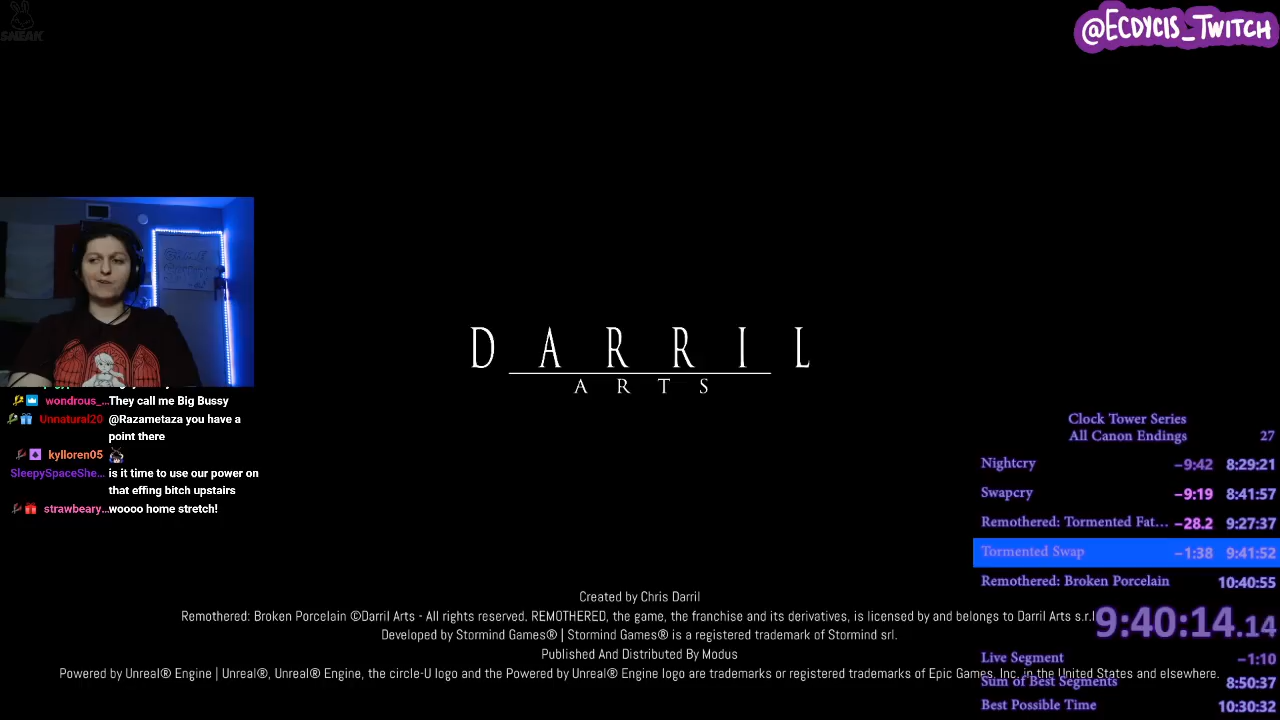 SNEAK
@ECDYCIS_TWITCH
DARRIL
ARTS
wondrous_... They call me Big Bussy
Unnatural20 @Razametaza you have a
point there
kylloren05
SleepySpaceShe... is it time to use our power on
that effing bitch upstairs
strawbeary... woooo home stretch!
Clock Tower Series
All Canon Endings 27
Nightcry −9:42 8:29:21
Swapcry −9:19 8:41:57
Remothered: Tormented Fat... −28.2 9:27:37
Tormented Swap −1:38 9:41:52
Remothered: Broken Porcelain 10:40:55
9:40:14.14
Live Segment −1:10
Sum of Best Segments 8:50:37
Best Possible Time 10:30:32
Created by Chris Darril
Remothered: Broken Porcelain ©Darril Arts - All rights reserved. REMOTHERED, the game, the franchise and its derivatives, is licensed by and belongs to Darril Arts s.r.l
Developed by Stormind Games® | Stormind Games® is a registered trademark of Stormind srl.
Published And Distributed By Modus
Powered by Unreal® Engine | Unreal®, Unreal® Engine, the circle-U logo and the Powered by Unreal® Engine logo are trademarks or registered trademarks of Epic Games, Inc. in the United States and elsewhere.